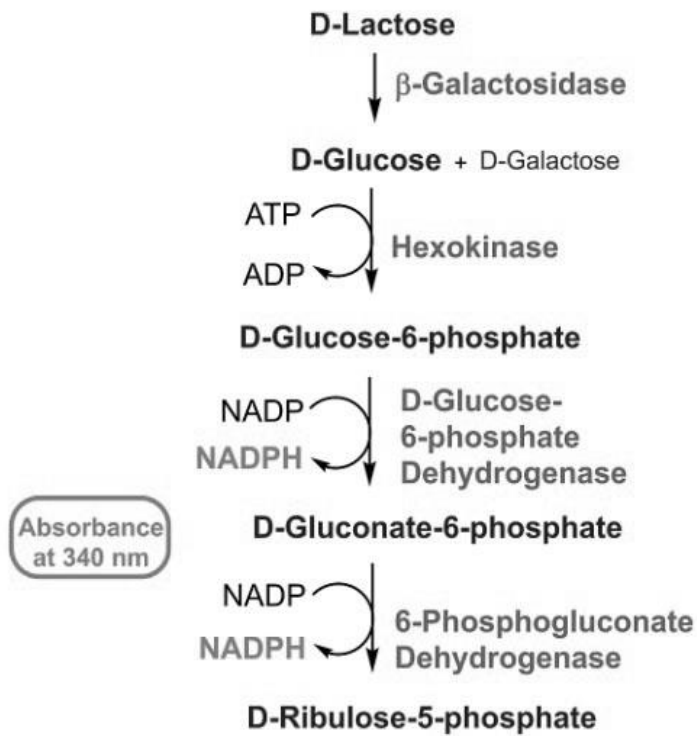 D-Lactose
β-Galactosidase
D-Glucose + D-Galactose
ATP
Hexokinase
ADP
D-Glucose-6-phosphate
NADP
D-Glucose-
6-phosphate
Dehydrogenase
NADPH
Absorbance
at 340 nm
D-Gluconate-6-phosphate
NADP
6-Phosphogluconate
Dehydrogenase
NADPH
D-Ribulose-5-phosphate